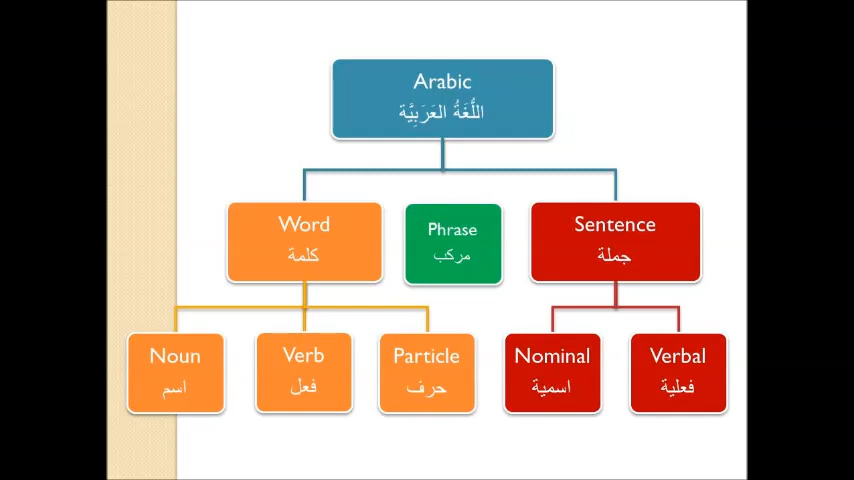 Arabic
اللُّغَةُ العَرَبِيَّة
Word
كلمة
Phrase
مركب
Sentence
جملة
Noun
اسم
Verb
فعل
Particle
حرف
Nominal
اسمية
Verbal
فعلية